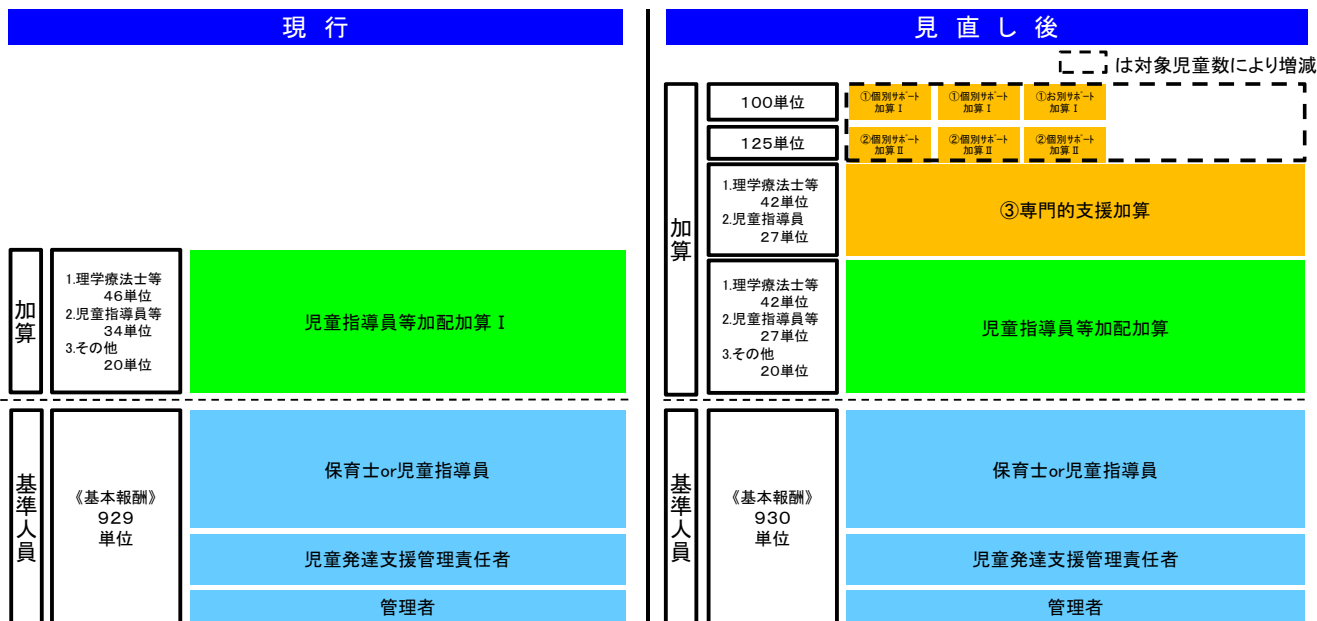 現行
加算
1.理学療法士等
46単位
2.児童指導員等
34単位
3.その他
20単位
児童指導員等加配加算Ⅰ
基準人員
《基本報酬》
929
単位
保育士or児童指導員
児童発達支援管理責任者
管理者
見直し後
は対象児童数により増減
加算
100単位
①個別サポート
加算Ⅰ
①個別サポート
加算Ⅰ
①お別サポート
加算Ⅰ
125単位
②個別サポート
加算Ⅱ
②個別サポート
加算Ⅱ
②個別サポート
加算Ⅱ
1.理学療法士等
42単位
2.児童指導員
27単位
③専門的支援加算
1.理学療法士等
42単位
2.児童指導員等
27単位
3.その他
20単位
児童指導員等加配加算
基準人員
《基本報酬》
930
単位
保育士or児童指導員
児童発達支援管理責任者
管理者